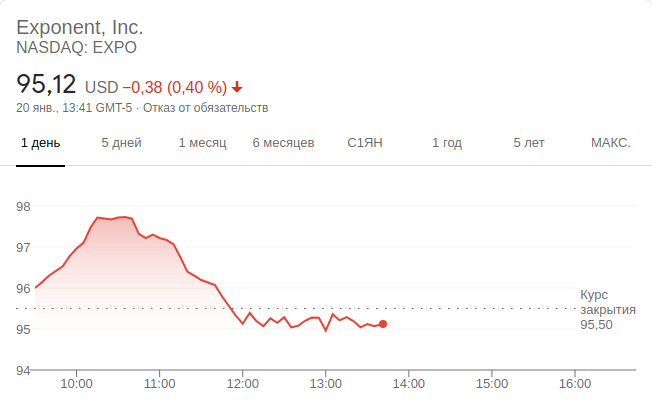 Exponent, Inc.
NASDAQ: EXPO
95,12 USD −0,38 (0,40 %)
20 янв., 13:41 GMT-5 · Отказ от обязательств
1 день 5 дней 1 месяц 6 месяцев С1ЯН 1 год 5 лет МАКС.
98
97
96
95
94
Курс
закрытия
95,50
10:00 11:00 12:00 13:00 14:00 15:00 16:00